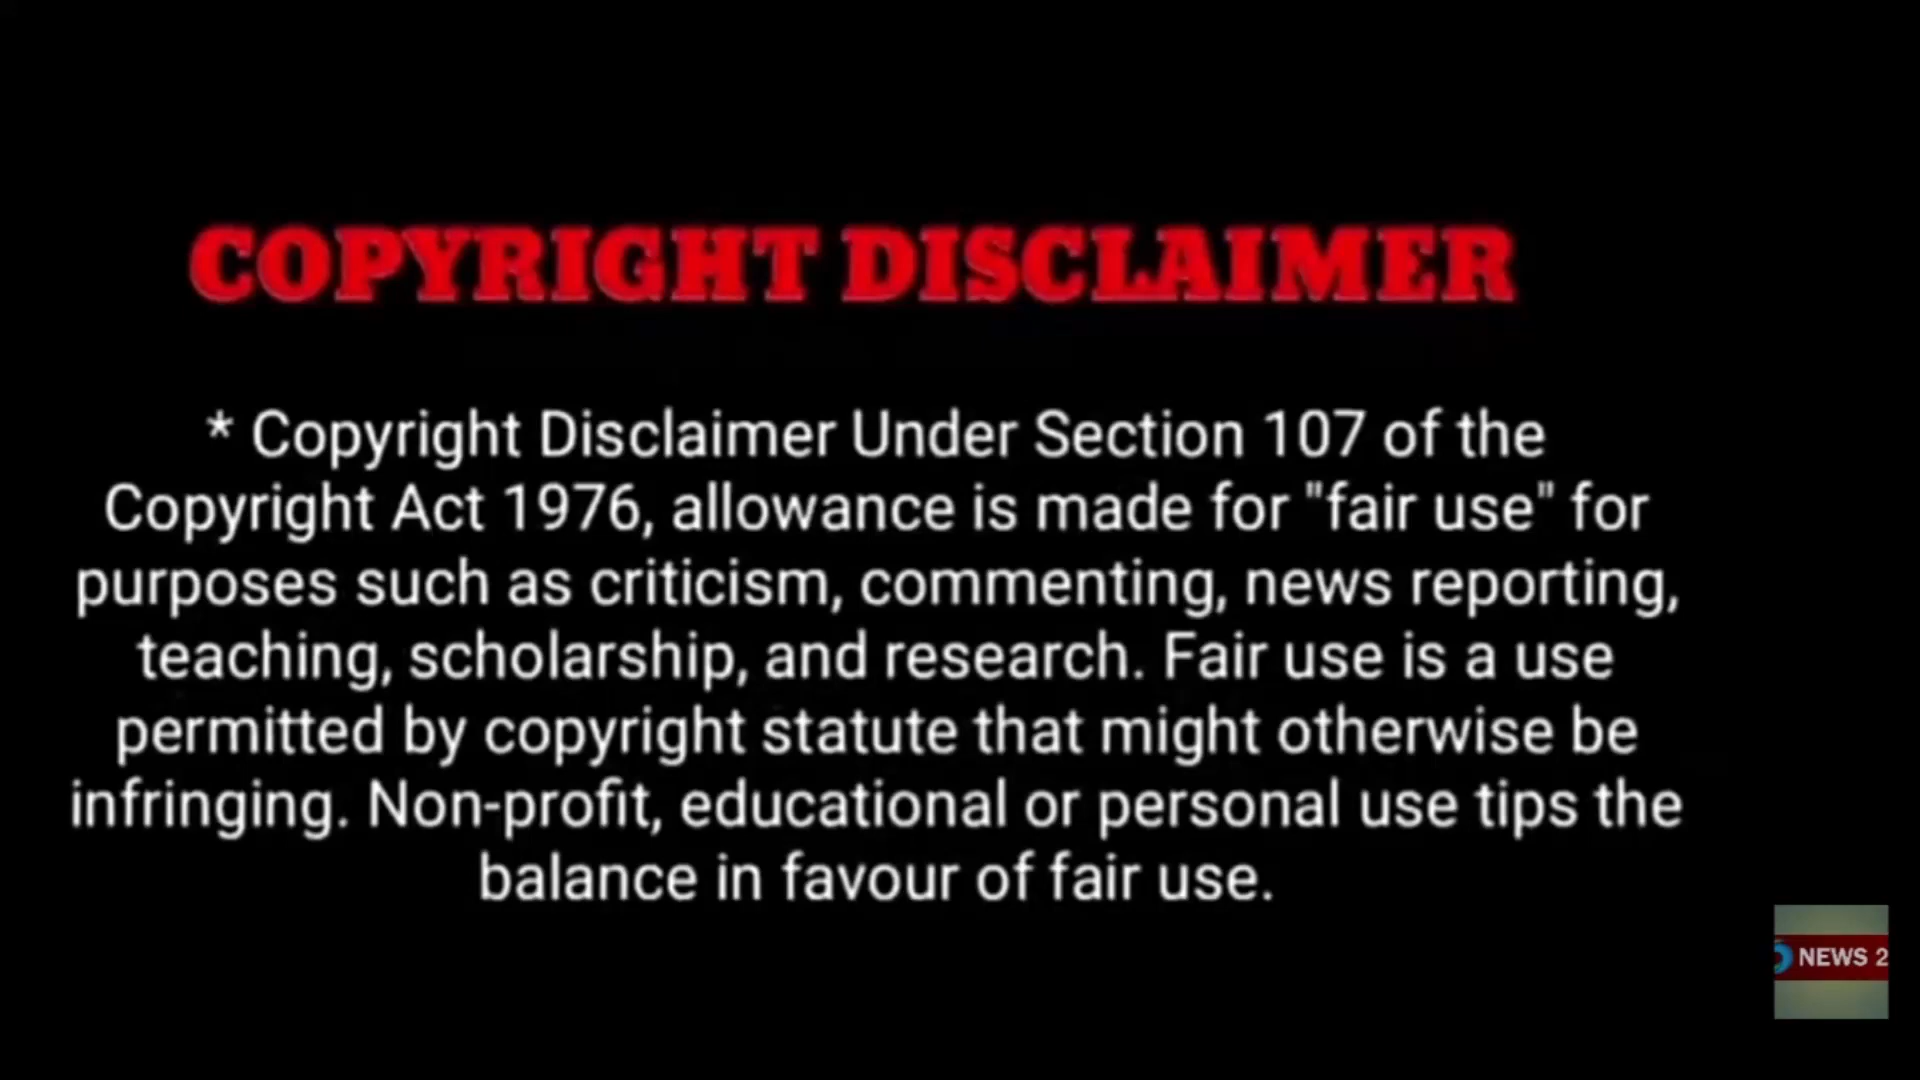 COPYRIGHT DISCLAIMER
* Copyright Disclaimer Under Section 107 of the
Copyright Act 1976, allowance is made for "fair use" for
purposes such as criticism, commenting, news reporting,
teaching, scholarship, and research. Fair use is a use
permitted by copyright statute that might otherwise be
infringing. Non-profit, educational or personal use tips the
balance in favour of fair use.
NEWS 2